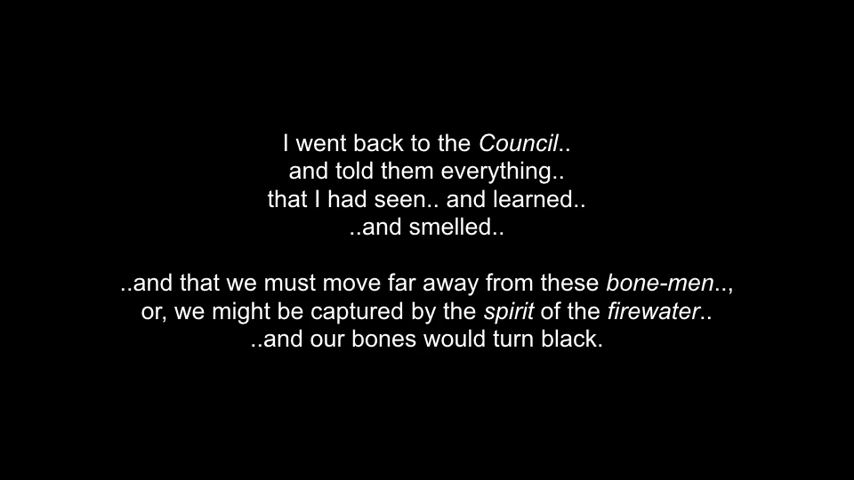 I went back to the Council..
and told them everything..
that I had seen.. and learned..
..and smelled..
..and that we must move far away from these bone-men..,
or, we might be captured by the spirit of the firewater..
..and our bones would turn black.